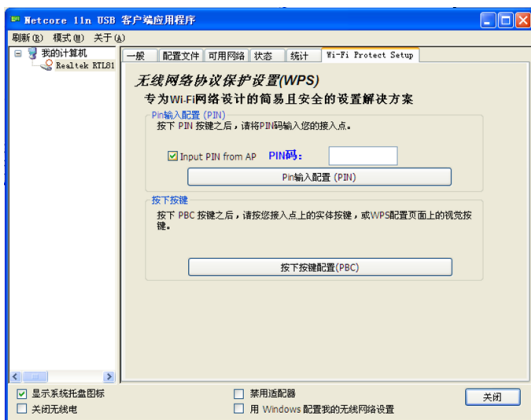 Netcore 11n USB 客户端应用程序
刷新(R) 模式(M) 关于(A)
我的计算机
Realtek RTL81
一般 配置文件 可用网络 状态 统计 Wi-Fi Protect Setup
无线网络协议保护设置(WPS)
专为Wi-Fi网络设计的简易且安全的设置解决方案
Pin输入配置 (PIN)
按下 PIN 按键之后，请将PIN码输入您的接入点。
Input PIN from AP PIN码：
Pin输入配置 (PIN)
按下按键
按下 PBC 按键之后，请按您接入点上的实体按键，或WPS配置页面上的视觉按
键。
按下按键配置(PBC)
显示系统托盘图标 禁用适配器
关闭
关闭无线电 用 Windows 配置我的无线网络设置